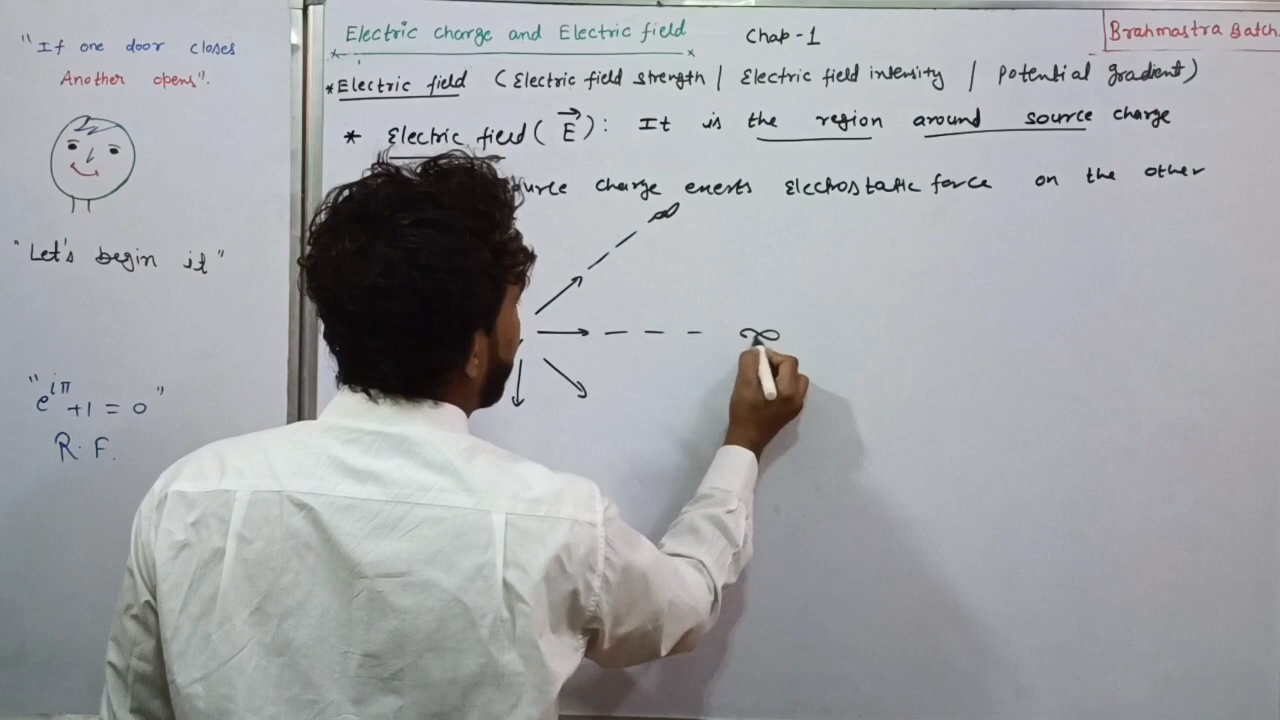 "If one door closes
Another opens".
"Let's begin it"
"e^iπ +1 = 0"
R. F.
Electric charge and Electric field
Chap-1
Brahmastra Batch
*Electric field (Electric field strength | Electric field intensity / Potential gradient)
* Electric field (E→): It is the region around source charge
charge exerts Electrostatic force on the other
∞
∞